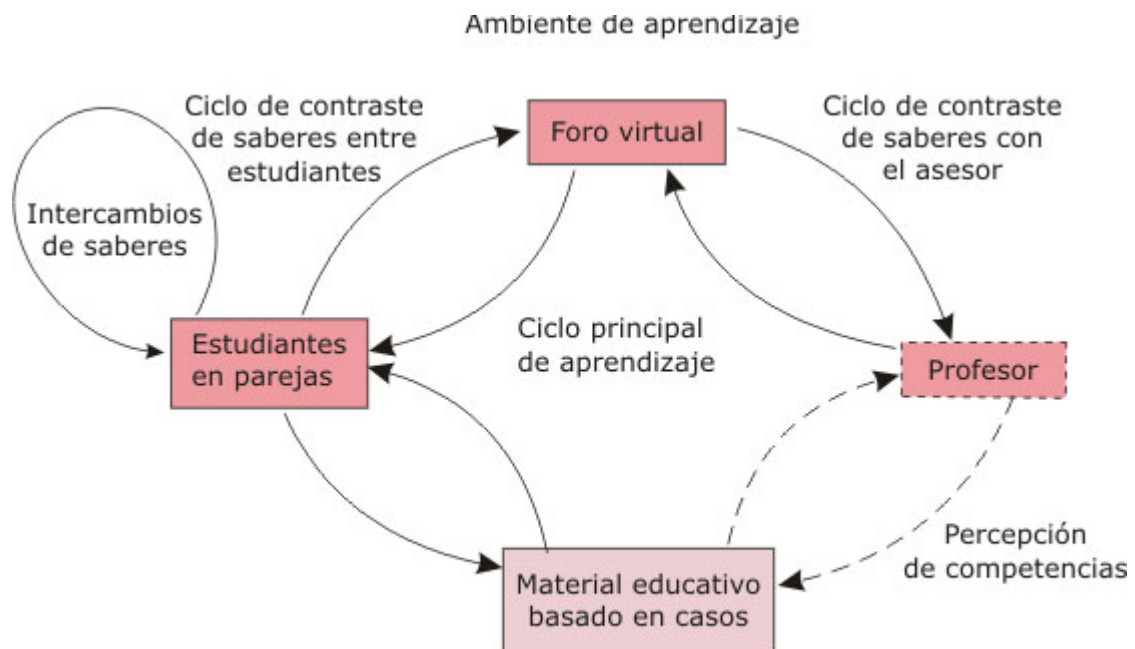 Ambiente de aprendizaje
Ciclo de contraste
de saberes entre
estudiantes
Foro virtual
Ciclo de contraste
de saberes con
el asesor
Intercambios
de saberes
Estudiantes
en parejas
Ciclo principal
de aprendizaje
Profesor
Percepción
de competencias
Material educativo
basado en casos